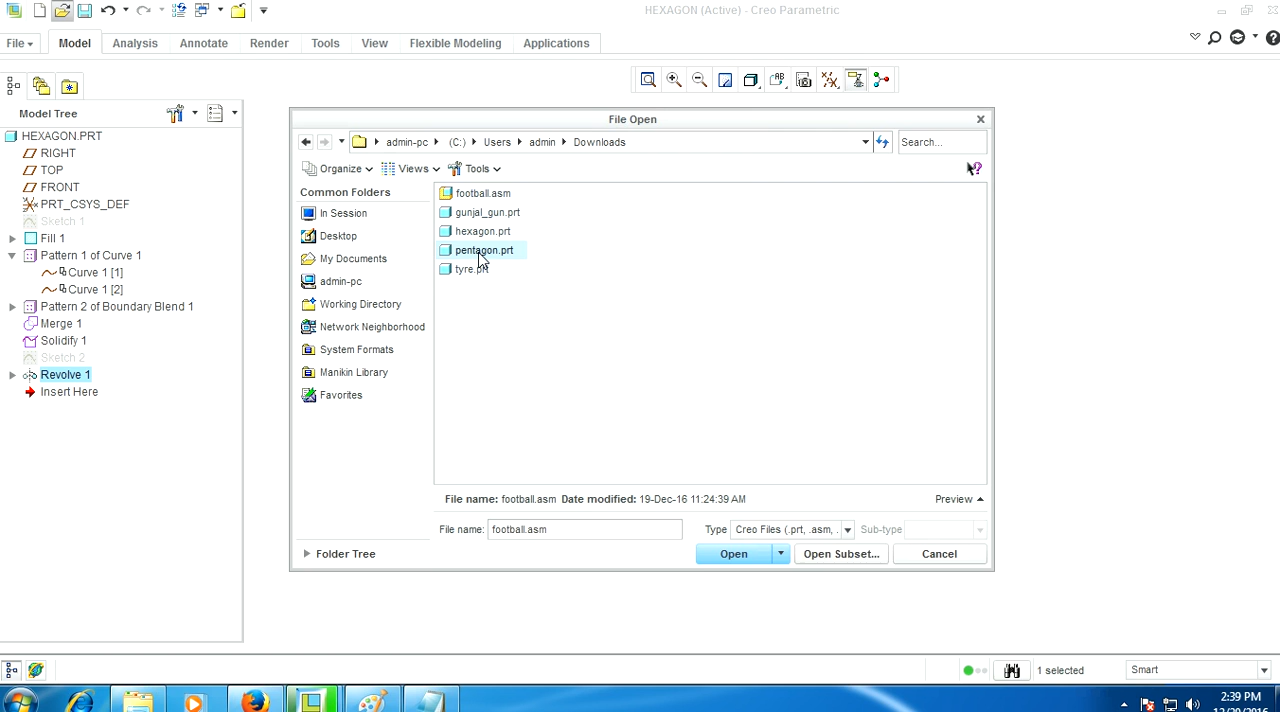 HEXAGON (Active) - Creo Parametric
File Model Analysis Annotate Render Tools View Flexible Modeling Applications
Model Tree
HEXAGON.PRT
RIGHT
TOP
FRONT
PRT_CSYS_DEF
Sketch 1
Fill 1
Pattern 1 of Curve 1
Curve 1 [1]
Curve 1 [2]
Pattern 2 of Boundary Blend 1
Merge 1
Solidify 1
Sketch 2
Revolve 1
Insert Here
File Open
admin-pc (C:) Users admin Downloads
Search...
Organize Views Tools
Common Folders
In Session
Desktop
My Documents
admin-pc
Working Directory
Network Neighborhood
System Formats
Manikin Library
Favorites
football.asm
gunjal_gun.prt
hexagon.prt
pentagon.prt
tyre.prt
File name: football.asm Date modified: 19-Dec-16 11:24:39 AM
Preview
File name: football.asm
Type Creo Files (.prt, .asm, .
Sub-type
Folder Tree
Open Open Subset... Cancel
1 selected
Smart
2:39 PM